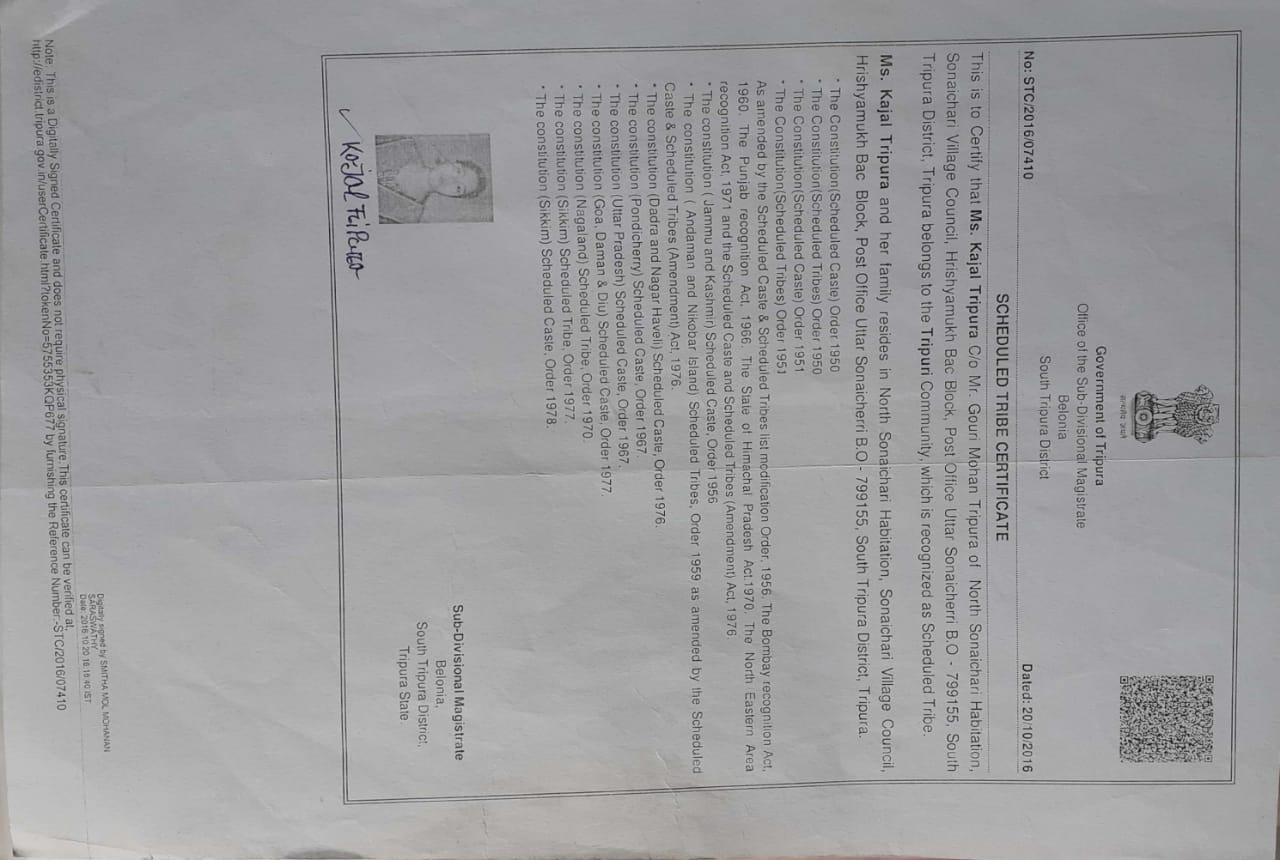 सत्यमेव जयते
Government of Tripura
Office of the Sub-Divisional Magistrate
Belonia
South Tripura District
No: STC/2016/07410
Dated: 20/10/2016
SCHEDULED TRIBE CERTIFICATE
This is to Certify that Ms. Kajal Tripura C/o Mr. Gouri Mohan Tripura of North Sonaichari Habitation,
Sonaichari Village Council, Hrishyamukh Bac Block, Post Office Uttar Sonaicherri B.O - 799155, South
Tripura District, Tripura belongs to the Tripuri Community, which is recognized as Scheduled Tribe.
Ms. Kajal Tripura and her family resides in North Sonaichari Habitation, Sonaichari Village Council,
Hrishyamukh Bac Block, Post Office Uttar Sonaicherri B.O - 799155, South Tripura District, Tripura.
* The Constitution(Scheduled Caste) Order 1950
* The Constitution(Scheduled Tribes) Order 1950
* The Constitution(Scheduled Caste) Order 1951
* The Constitution(Scheduled Tribes) Order 1951
As amended by the Scheduled Caste & Scheduled Tribes list modification Order, 1956. The Bombay recognition Act,
1960. The Punjab recognition Act, 1966. The State of Himachal Pradesh Act.1970. The North Eastern Area
recognition Act, 1971 and the Scheduled Caste and Scheduled Tribes (Amendment) Act, 1976.
* The constitution ( Jammu and Kashmir) Scheduled Caste, Order 1956
* The constitution ( Andaman and Nikobar Island) Scheduled Tribes, Order 1959 as amended by the Scheduled
Caste & Scheduled Tribes (Amendment) Act, 1976.
* The constitution (Dadra and Nagar Haveli) Scheduled Caste, Order 1976.
* The constitution (Pondicherry) Scheduled Caste, Order 1967.
* The constitution (Uttar Pradesh) Scheduled Caste, Order 1967.
* The constitution (Goa, Daman & Diu) Scheduled Caste, Order 1977.
* The constitution (Nagaland) Scheduled Tribe, Order 1970.
* The constitution (Sikkim) Scheduled Tribe, Order 1977.
* The constitution (Sikkim) Scheduled Caste, Order 1978.
Sub-Divisional Magistrate
Belonia,
South Tripura District,
Tripura State.
Kajal Tripura
Digitally signed by SMITHA MOL MOHANAN
SARASWATHY
Date: 2016.10.20 16:16:40 IST
Note: This is a Digitally Signed Certificate and does not require physical signature.This certificate can be verified at,
http://edistrict.tripura.gov.in/userCertificate.html?tokenNo=5755353KQP677 by furnishing the Reference Number:-STC/2016/07410